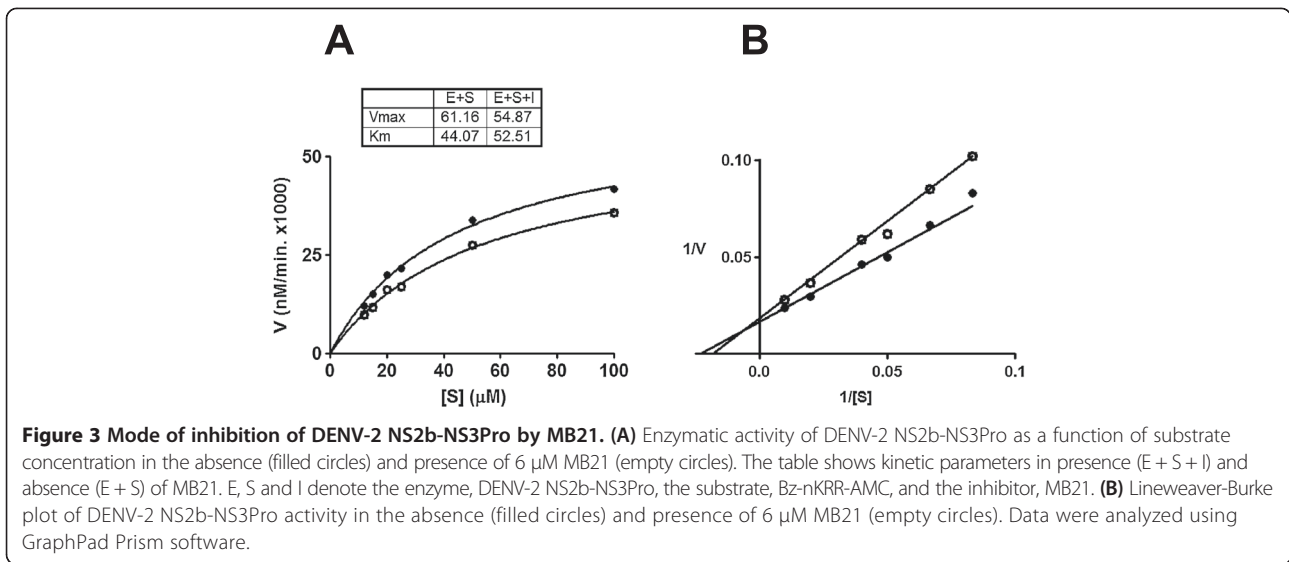 A
B
E+S E+S+I
Vmax 61.16 54.87
Km 44.07 52.51
50
25
0
V (nM/min. x1000)
0 20 40 60 80 100
[S] (µM)
0.10
1/V
0.05
0.0 0.05 0.1
1/[S]
Figure 3 Mode of inhibition of DENV-2 NS2b-NS3Pro by MB21. (A) Enzymatic activity of DENV-2 NS2b-NS3Pro as a function of substrate
concentration in the absence (filled circles) and presence of 6 μM MB21 (empty circles). The table shows kinetic parameters in presence (E + S + I) and
absence (E + S) of MB21. E, S and I denote the enzyme, DENV-2 NS2b-NS3Pro, the substrate, Bz-nKRR-AMC, and the inhibitor, MB21. (B) Lineweaver-Burke
plot of DENV-2 NS2b-NS3Pro activity in the absence (filled circles) and presence of 6 μM MB21 (empty circles). Data were analyzed using
GraphPad Prism software.